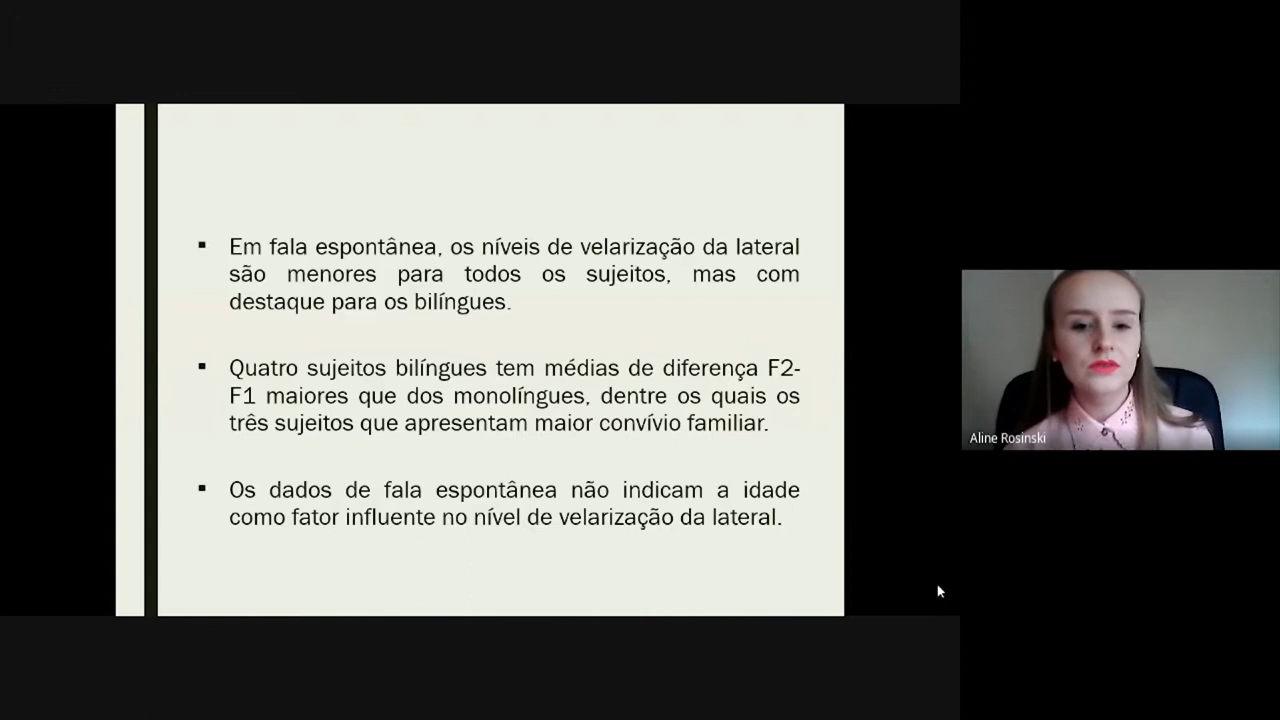 ▪ Em fala espontânea, os níveis de velarização da lateral
são menores para todos os sujeitos, mas com
destaque para os bilíngues.
▪ Quatro sujeitos bilíngues tem médias de diferença F2-
F1 maiores que dos monolíngues, dentre os quais os
três sujeitos que apresentam maior convívio familiar.
▪ Os dados de fala espontânea não indicam a idade
como fator influente no nível de velarização da lateral.
Aline Rosinski